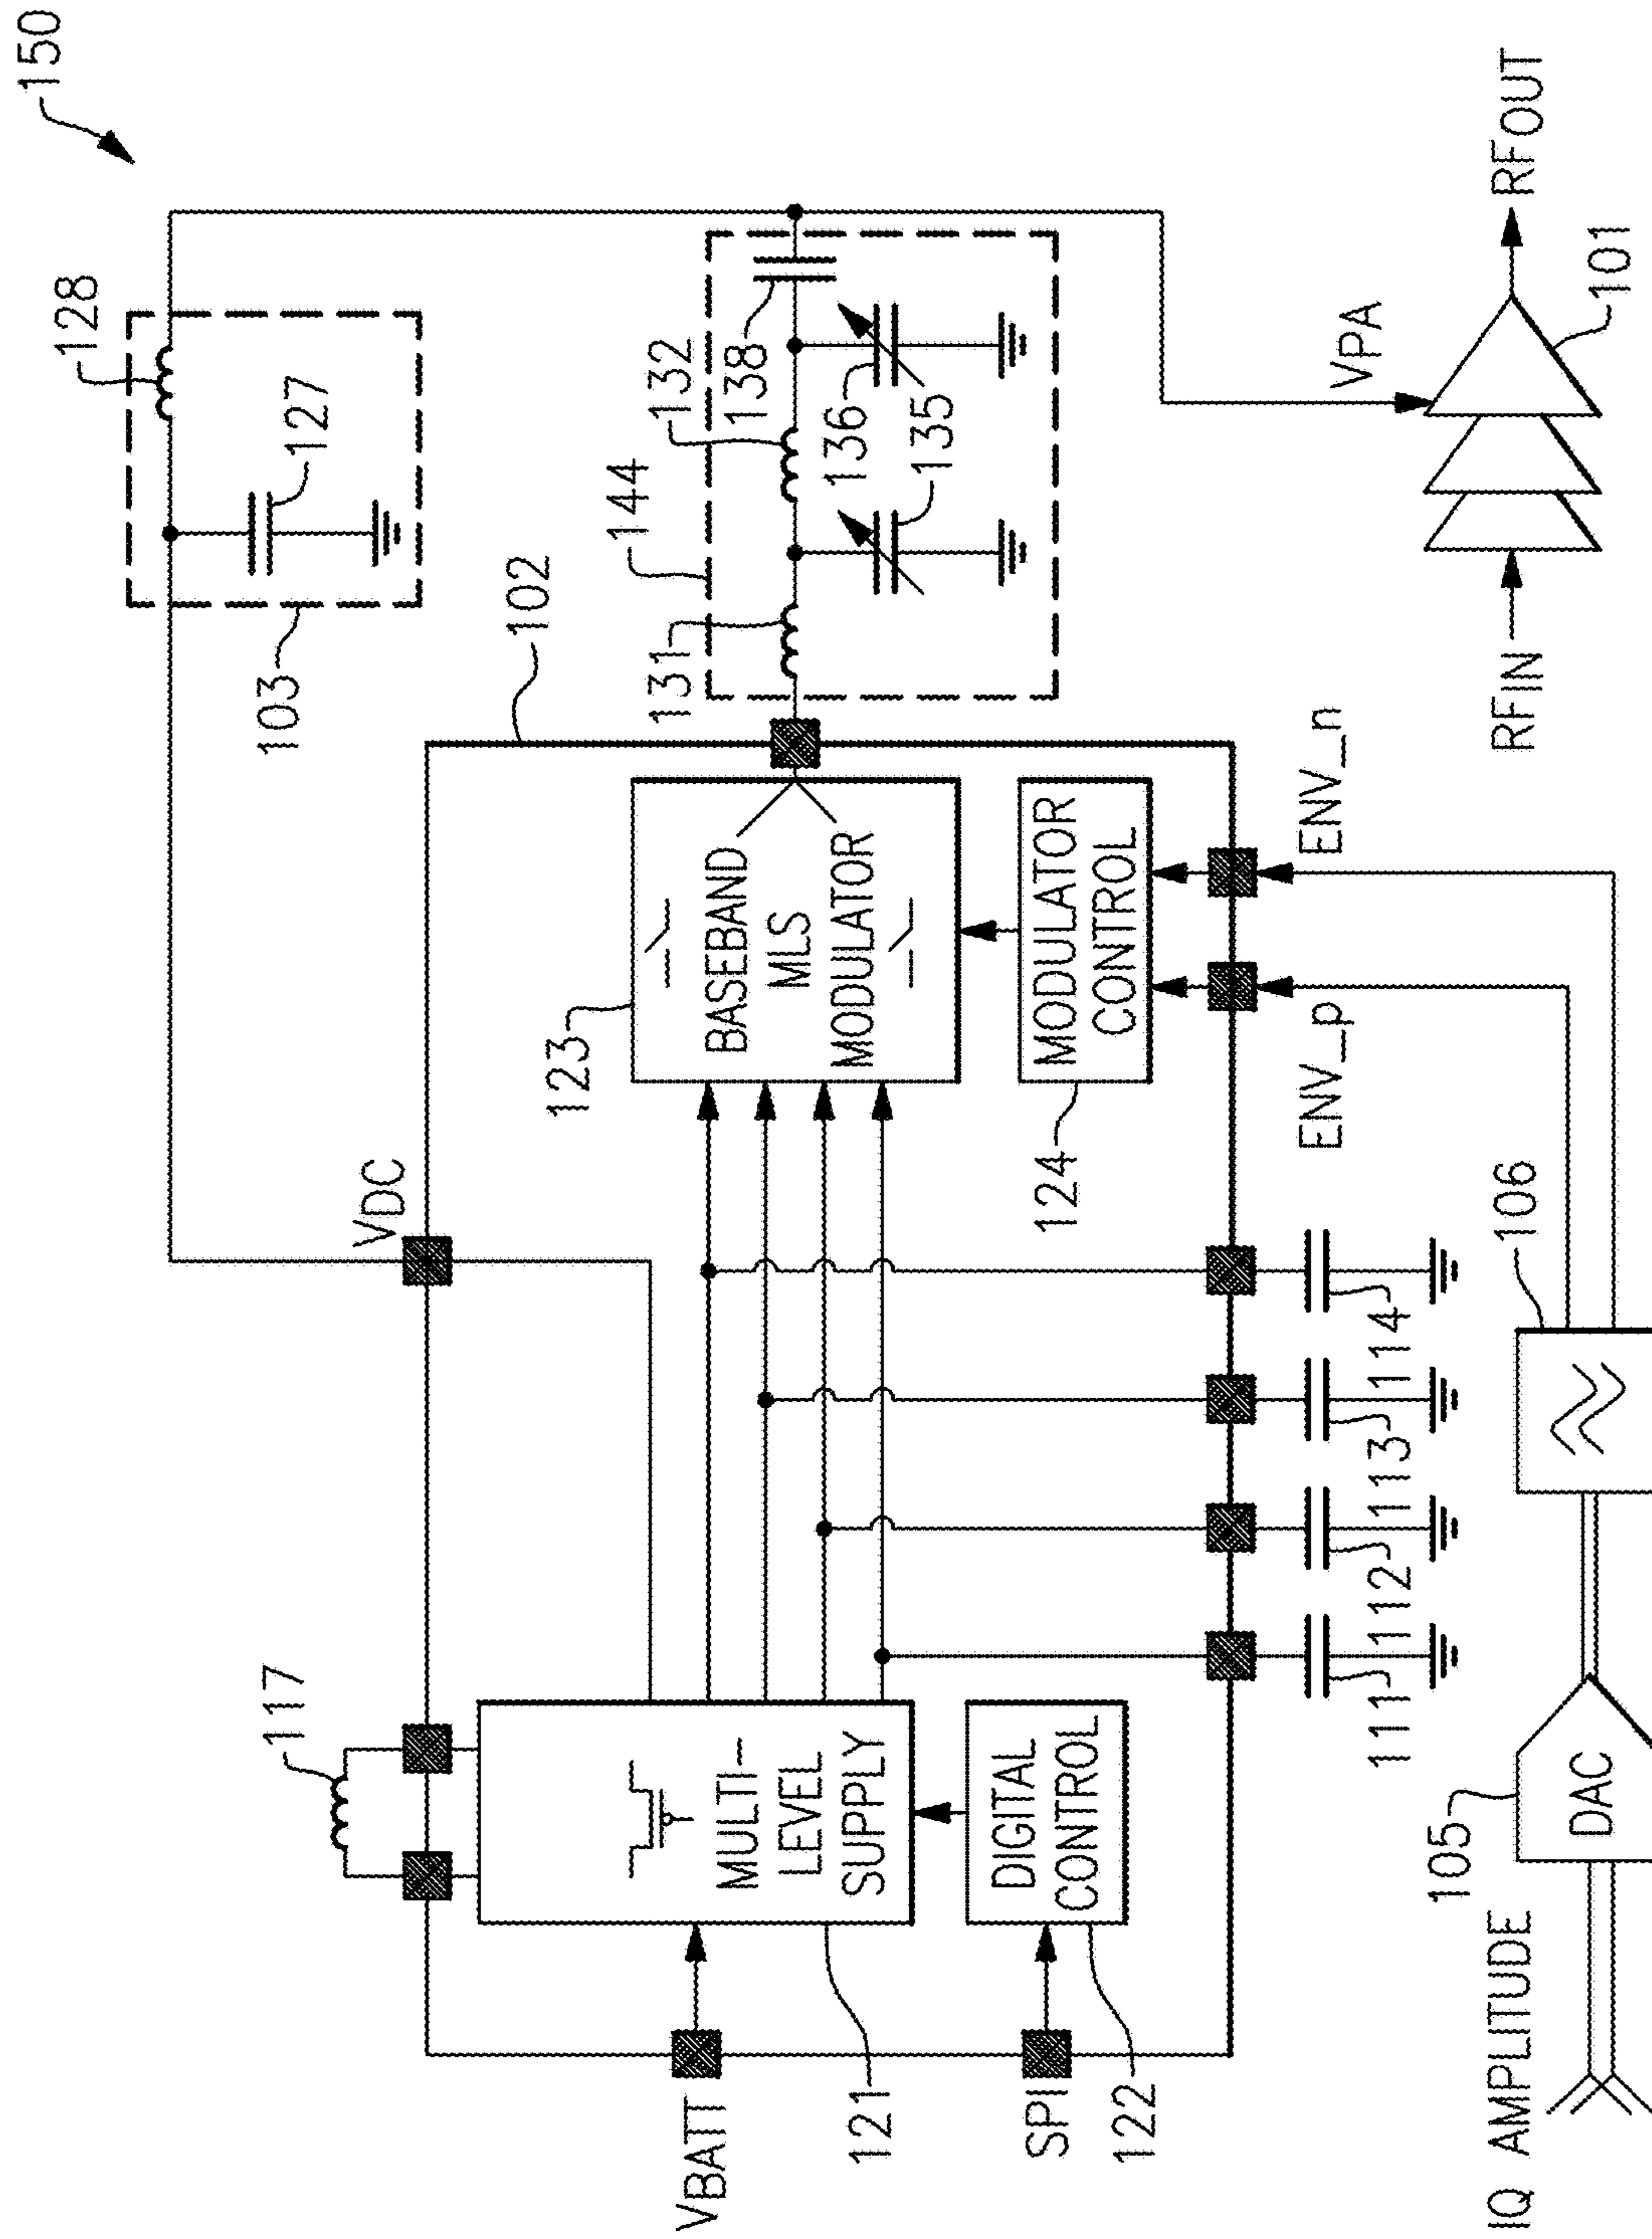 150
128
127
103
VDC
117
102
144
132
138
131
136
135
123
BASEBAND
MLS
MODULATOR
MULTI-
LEVEL
SUPPLY
VBATT
121
DIGITAL
CONTROL
SPI
122
MODULATOR
CONTROL
124
ENV_p
ENV_n
111
112
113
114
VPA
RFIN
RFOUT
101
IQ AMPLITUDE
105
DAC
106